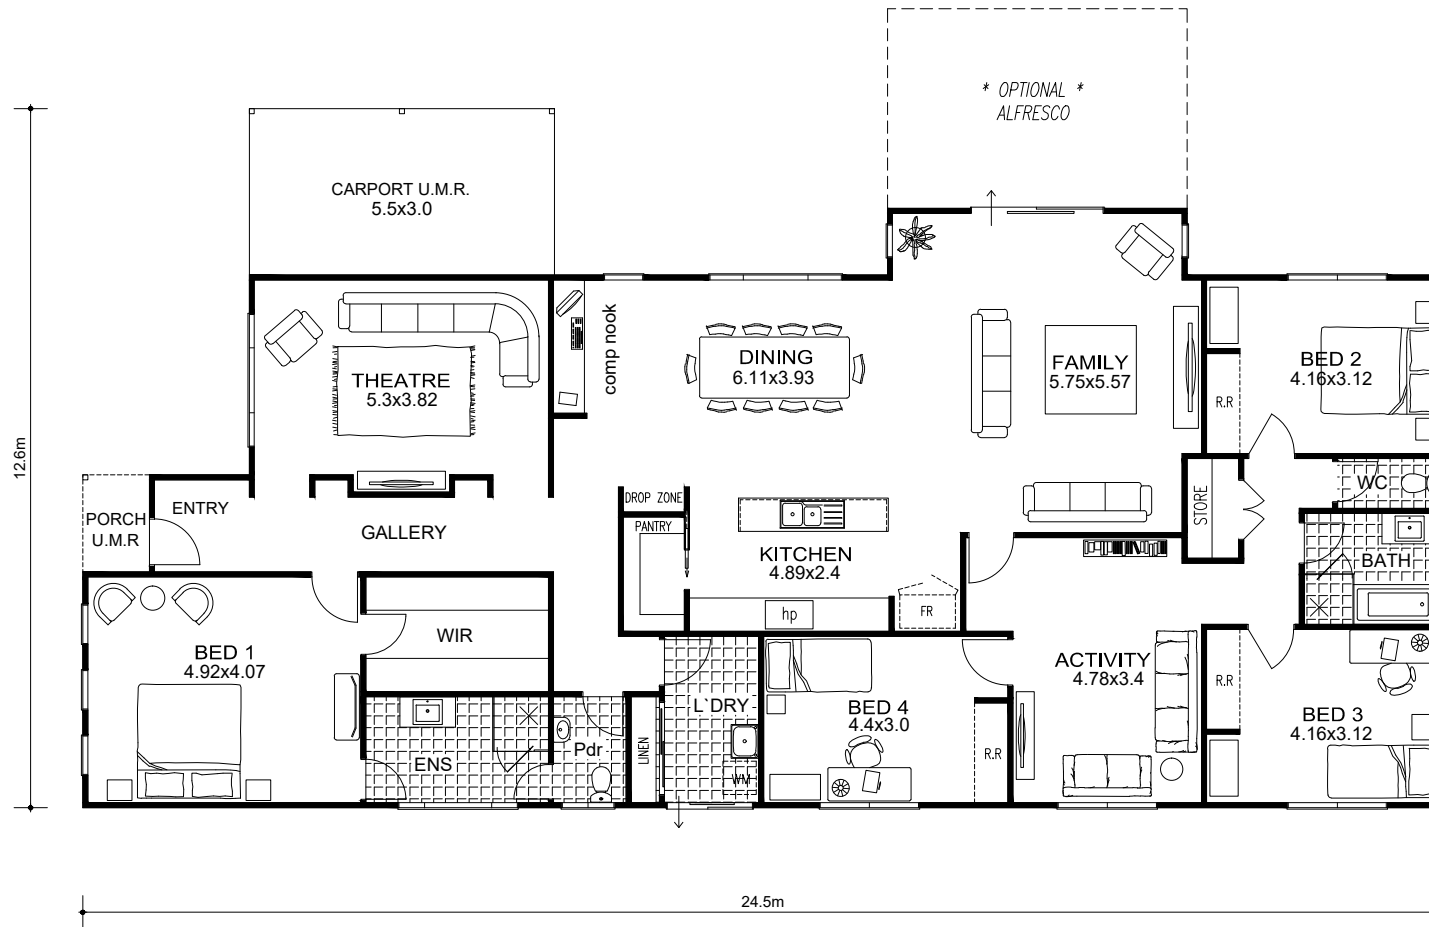 * OPTIONAL *
ALFRESCO
CARPORT U.M.R.
5.5x3.0
12.6m
THEATRE
5.3x3.82
comp nook
DINING
6.11x3.93
FAMILY
5.75x5.57
BED 2
4.16x3.12
R.R
PORCH
U.M.R
ENTRY
GALLERY
DROP ZONE
PANTRY
KITCHEN
4.89x2.4
hp
FR
STORE
WC
BATH
BED 1
4.92x4.07
WIR
ENS
Pdr
LINEN
L`DRY
WM
BED 4
4.4x3.0
R.R
ACTIVITY
4.78x3.4
R.R
BED 3
4.16x3.12
24.5m